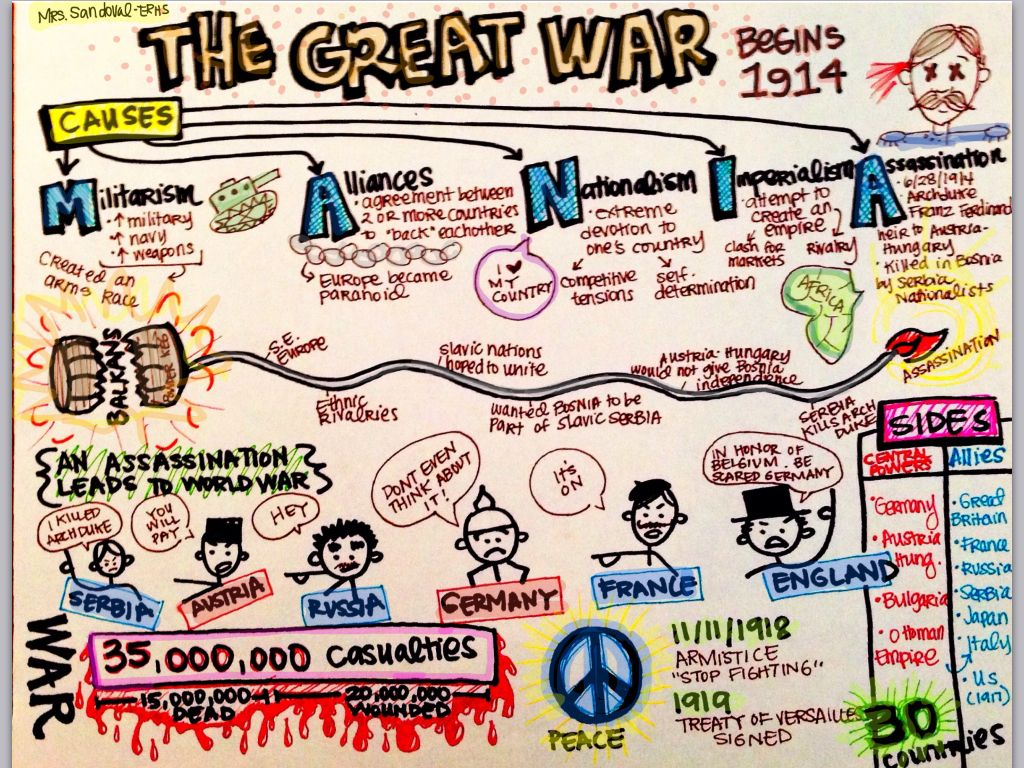 Mrs. Sandoval-ERHS
THE GREAT WAR
BEGINS
1914
CAUSES
Militarism
• ↑ military
• ↑ navy
• ↑ weapons
Created an
arms Race
Alliances
• agreement between
2 OR MORE COUNTRIES
to "back" eachother
EUROPE became
paranoid
Nationalism
• extreme
devotion to
one's country
I ♥
MY
COUNTRY
competitive
tensions
self-
determination
Imperialism
• attempt to
create an
empire
clash for
markets
Rivalry
AFRICA
Assassination
• 6/28/1914
Archduke
FRANZ Ferdinand
heir to AUSTRIA-
HUNGARY
• Killed in Bosnia
by SERBIA
Nationalists
BALKANS
POWDER KEG
S.E.
EUROPE
Ethnic
Rivalries
Slavic nations
hoped to unite
wanted BOSNIA to be
PART of SLAVIC SERBIA
Austria-Hungary
would not give Bosnia
independence
SERBIA
KILLS ARCH
DUKE
ASSASSINATION
AN ASSASSINATION
LEADS TO WORLD WAR
I KILLED
ARCHDUKE
YOU
WILL
PAY
HEY
DON'T EVEN
THINK ABOUT
IT!
IT'S
ON
IN HONOR OF
BELGIUM. BE
SCARED GERMANY
SERBIA
AUSTRIA
RUSSIA
GERMANY
FRANCE
ENGLAND
SIDES
CENTRAL
POWERS
• Germany
• Austria
Hung.
• Bulgaria
• Ottoman
Empire
Allies
• Great
Britain
• France
• Russia
• Serbia
• Japan
• Italy
• U.S.
(1917)
30
COUNTRIES
WAR
35,000,000 casualties
15,000,000
DEAD
20,000,000
WOUNDED
PEACE
11/11/1918
ARMISTICE
"STOP FIGHTING"
1919
TREATY OF VERSAILLES
SIGNED